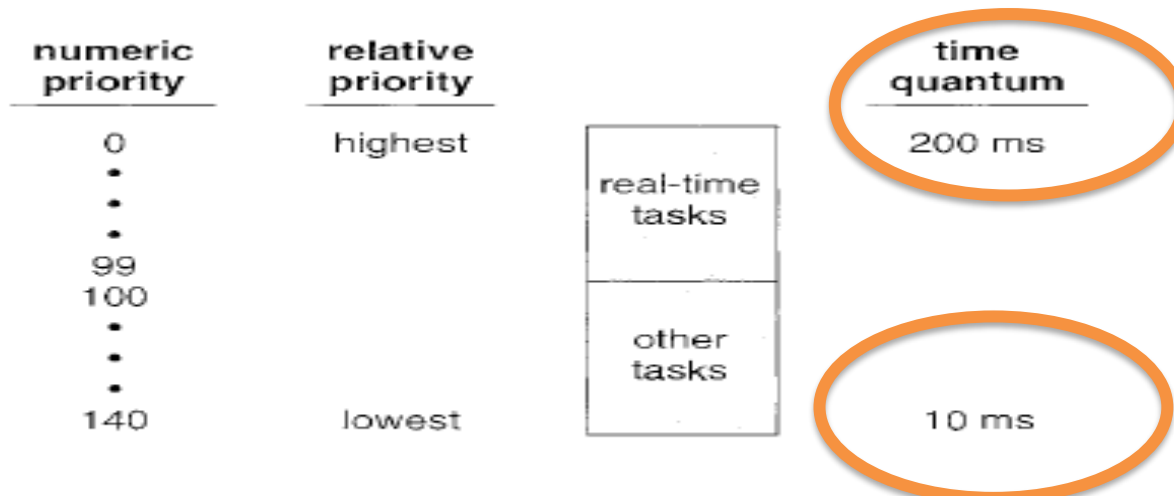 numeric priority
relative priority
time quantum
0
highest
200 ms
real-time
tasks
99
100
other
tasks
140
lowest
10 ms